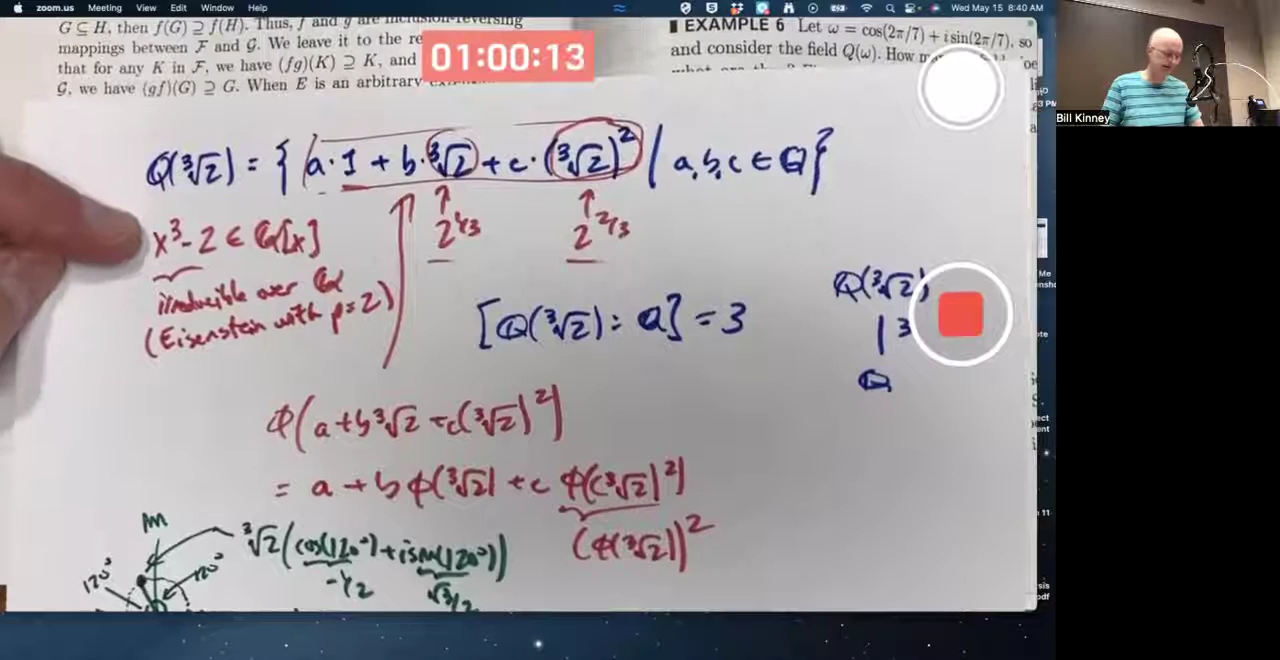 zoom.us Meeting View Edit Window Help
Wed May 15 8:40 AM
G ⊆ H, then f(G) ⊇ f(H). Thus, f and g are inclusion-reversing
mappings between F and G. We leave it to the re
that for any K in F, we have (fg)(K) ⊇ K, and
G, we have (gf)(G) ⊇ G. When E is an arbitrary
01:00:13
EXAMPLE 6 Let ω = cos(2π/7) + i sin(2π/7), so
and consider the field Q(ω). How
Bill Kinney
Q(∛2) = { a·1 + b·∛2 + c·(∛2)² | a,b,c ∈ Q }
2^1/3
2^2/3
x³-2 ∈ Q[x]
irreducible over Q
(Eisenstein with p=2)
[Q(∛2) : Q] = 3
Q(∛2)
3
Q
φ(a+b∛2+c(∛2)²)
= a + bφ(∛2) + c φ((∛2)²)
(φ(∛2))²
Im
∛2(cos(120°)+isin(120°))
-1/2
√3/2
120°
120°